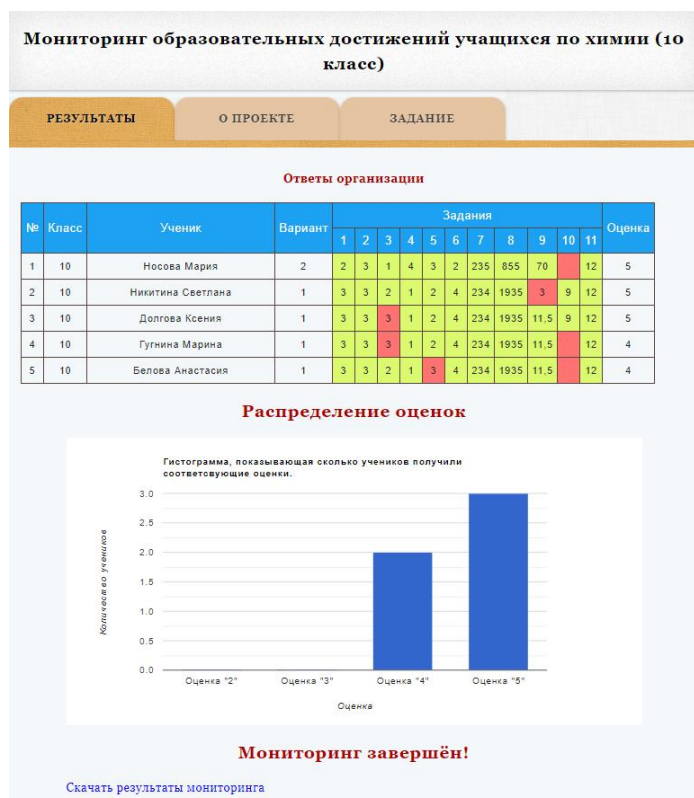 Мониторинг образовательных достижений учащихся по химии (10
класс)
РЕЗУЛЬТАТЫ О ПРОЕКТЕ ЗАДАНИЕ
Ответы организации
№ Класс Ученик Вариант Задания Оценка
1 2 3 4 5 6 7 8 9 10 11
1 10 Носова Мария 2 2 3 1 4 3 2 235 855 70 12 5
2 10 Никитина Светлана 1 3 3 2 1 2 4 234 1935 3 9 12 5
3 10 Долгова Ксения 1 3 3 3 1 2 4 234 1935 11,5 9 12 5
4 10 Гугнина Марина 1 3 3 3 1 2 4 234 1935 11,5 12 4
5 10 Белова Анастасия 1 3 3 2 1 3 4 234 1935 11,5 12 4
Распределение оценок
Гистограмма, показывающая сколько учеников получили
соответсвующие оценки.
3.0
2.5
2.0
1.5
1.0
0.5
0.0
Количество учеников
Оценка "2" Оценка "3" Оценка "4" Оценка "5"
Оценка
Мониторинг завершён!
Скачать результаты мониторинга